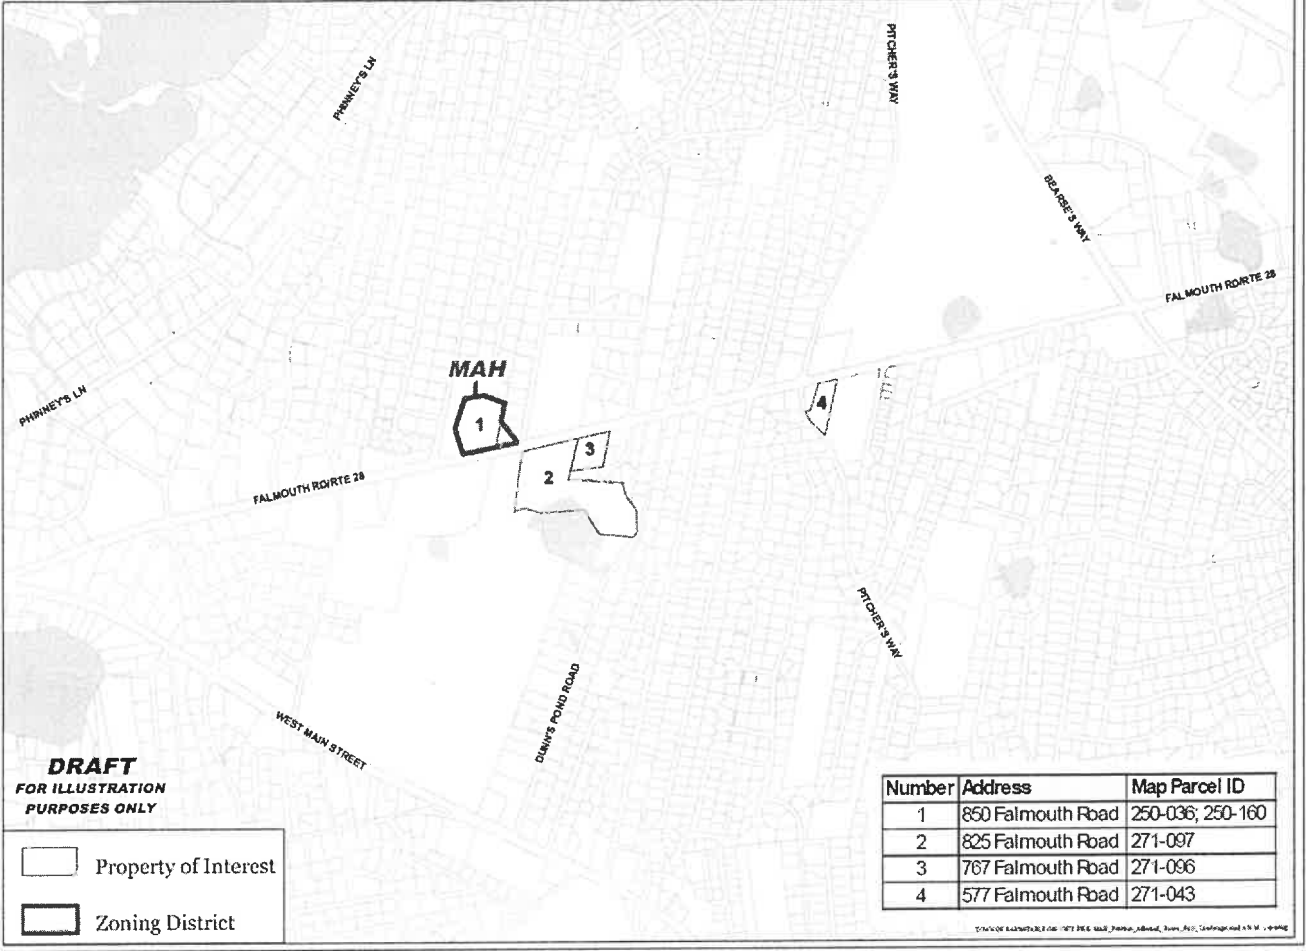 PHINNEY'S LN
PITCHER'S WAY
BEARSE'S WAY
FALMOUTH RD/RTE 28
MAH
1
4
PHINNEY'S LN
3
2
FALMOUTH RD/RTE 28
PITCHER'S WAY
DUNN'S POND ROAD
WEST MAIN STREET
DRAFT
FOR ILLUSTRATION
PURPOSES ONLY
Property of Interest
Zoning District
Number Address Map Parcel ID
1 850 Falmouth Road 250-036; 250-160
2 825 Falmouth Road 271-097
3 767 Falmouth Road 271-096
4 577 Falmouth Road 271-043